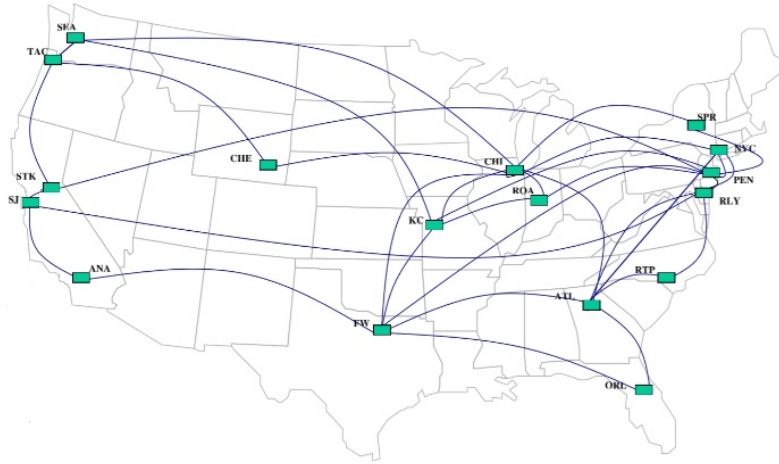 SEA
TAC
SPR
NYC
CHE
CHI
PEN
STK
ROA
RLY
SJ
KC
ANA
RTP
ATL
FW
ORL